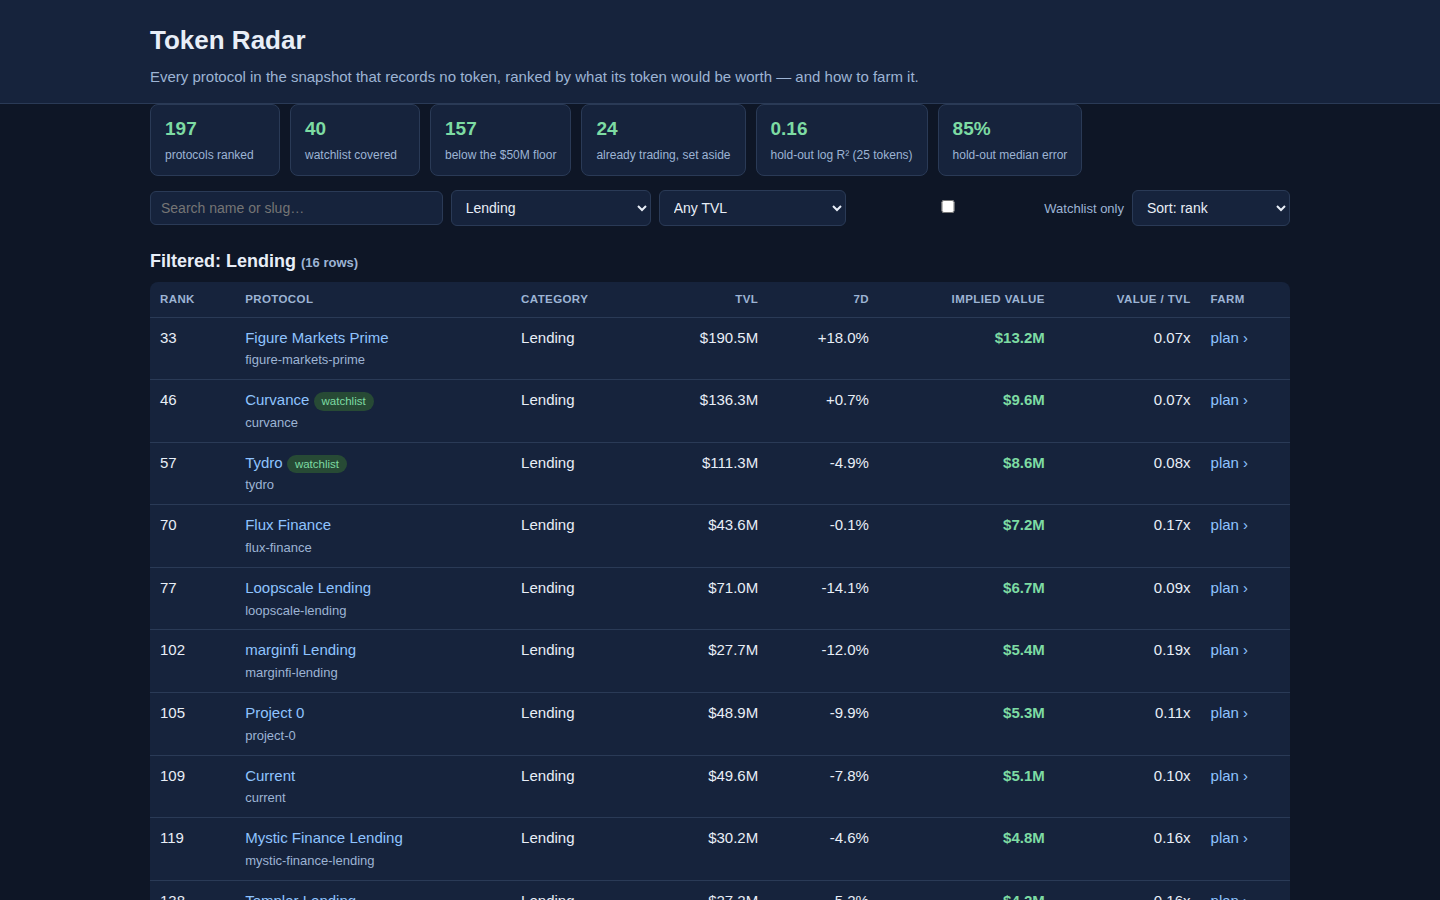 Token Radar
Every protocol in the snapshot that records no token, ranked by what its token would be worth — and how to farm it.
197 40 157 24 0.16 85%
protocols ranked watchlist covered below the $50M floor already trading, set aside hold-out log R² (25 tokens) hold-out median error
Search name or slug… Lending Any TVL Watchlist only Sort: rank
Filtered: Lending (16 rows)
RANK PROTOCOL CATEGORY TVL 7D IMPLIED VALUE VALUE / TVL FARM
33 Figure Markets Prime Lending $190.5M +18.0% $13.2M 0.07x plan ›
figure-markets-prime
46 Curvance watchlist Lending $136.3M +0.7% $9.6M 0.07x plan ›
curvance
57 Tydro watchlist Lending $111.3M -4.9% $8.6M 0.08x plan ›
tydro
70 Flux Finance Lending $43.6M -0.1% $7.2M 0.17x plan ›
flux-finance
77 Loopscale Lending Lending $71.0M -14.1% $6.7M 0.09x plan ›
loopscale-lending
102 marginfi Lending Lending $27.7M -12.0% $5.4M 0.19x plan ›
marginfi-lending
105 Project 0 Lending $48.9M -9.9% $5.3M 0.11x plan ›
project-0
109 Current Lending $49.6M -7.8% $5.1M 0.10x plan ›
current
119 Mystic Finance Lending Lending $30.2M -4.6% $4.8M 0.16x plan ›
mystic-finance-lending
Templar Lending Lending plan ›